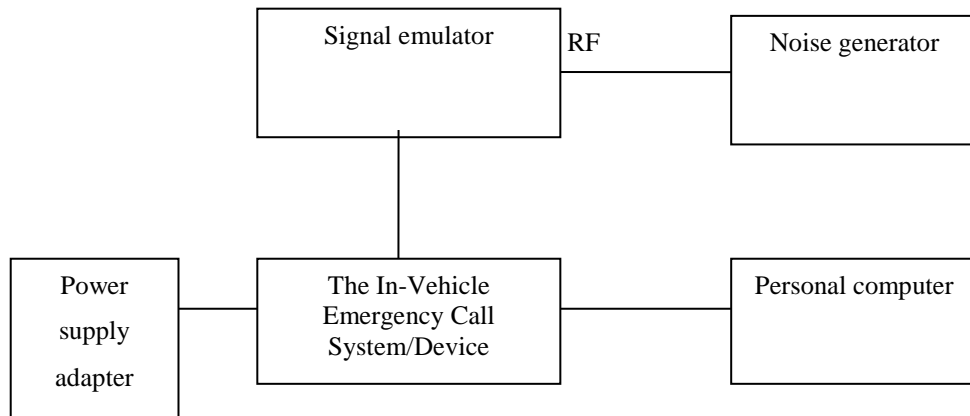 Signal emulator
RF
Noise generator
Power
supply
adapter
The In-Vehicle
Emergency Call
System/Device
Personal computer